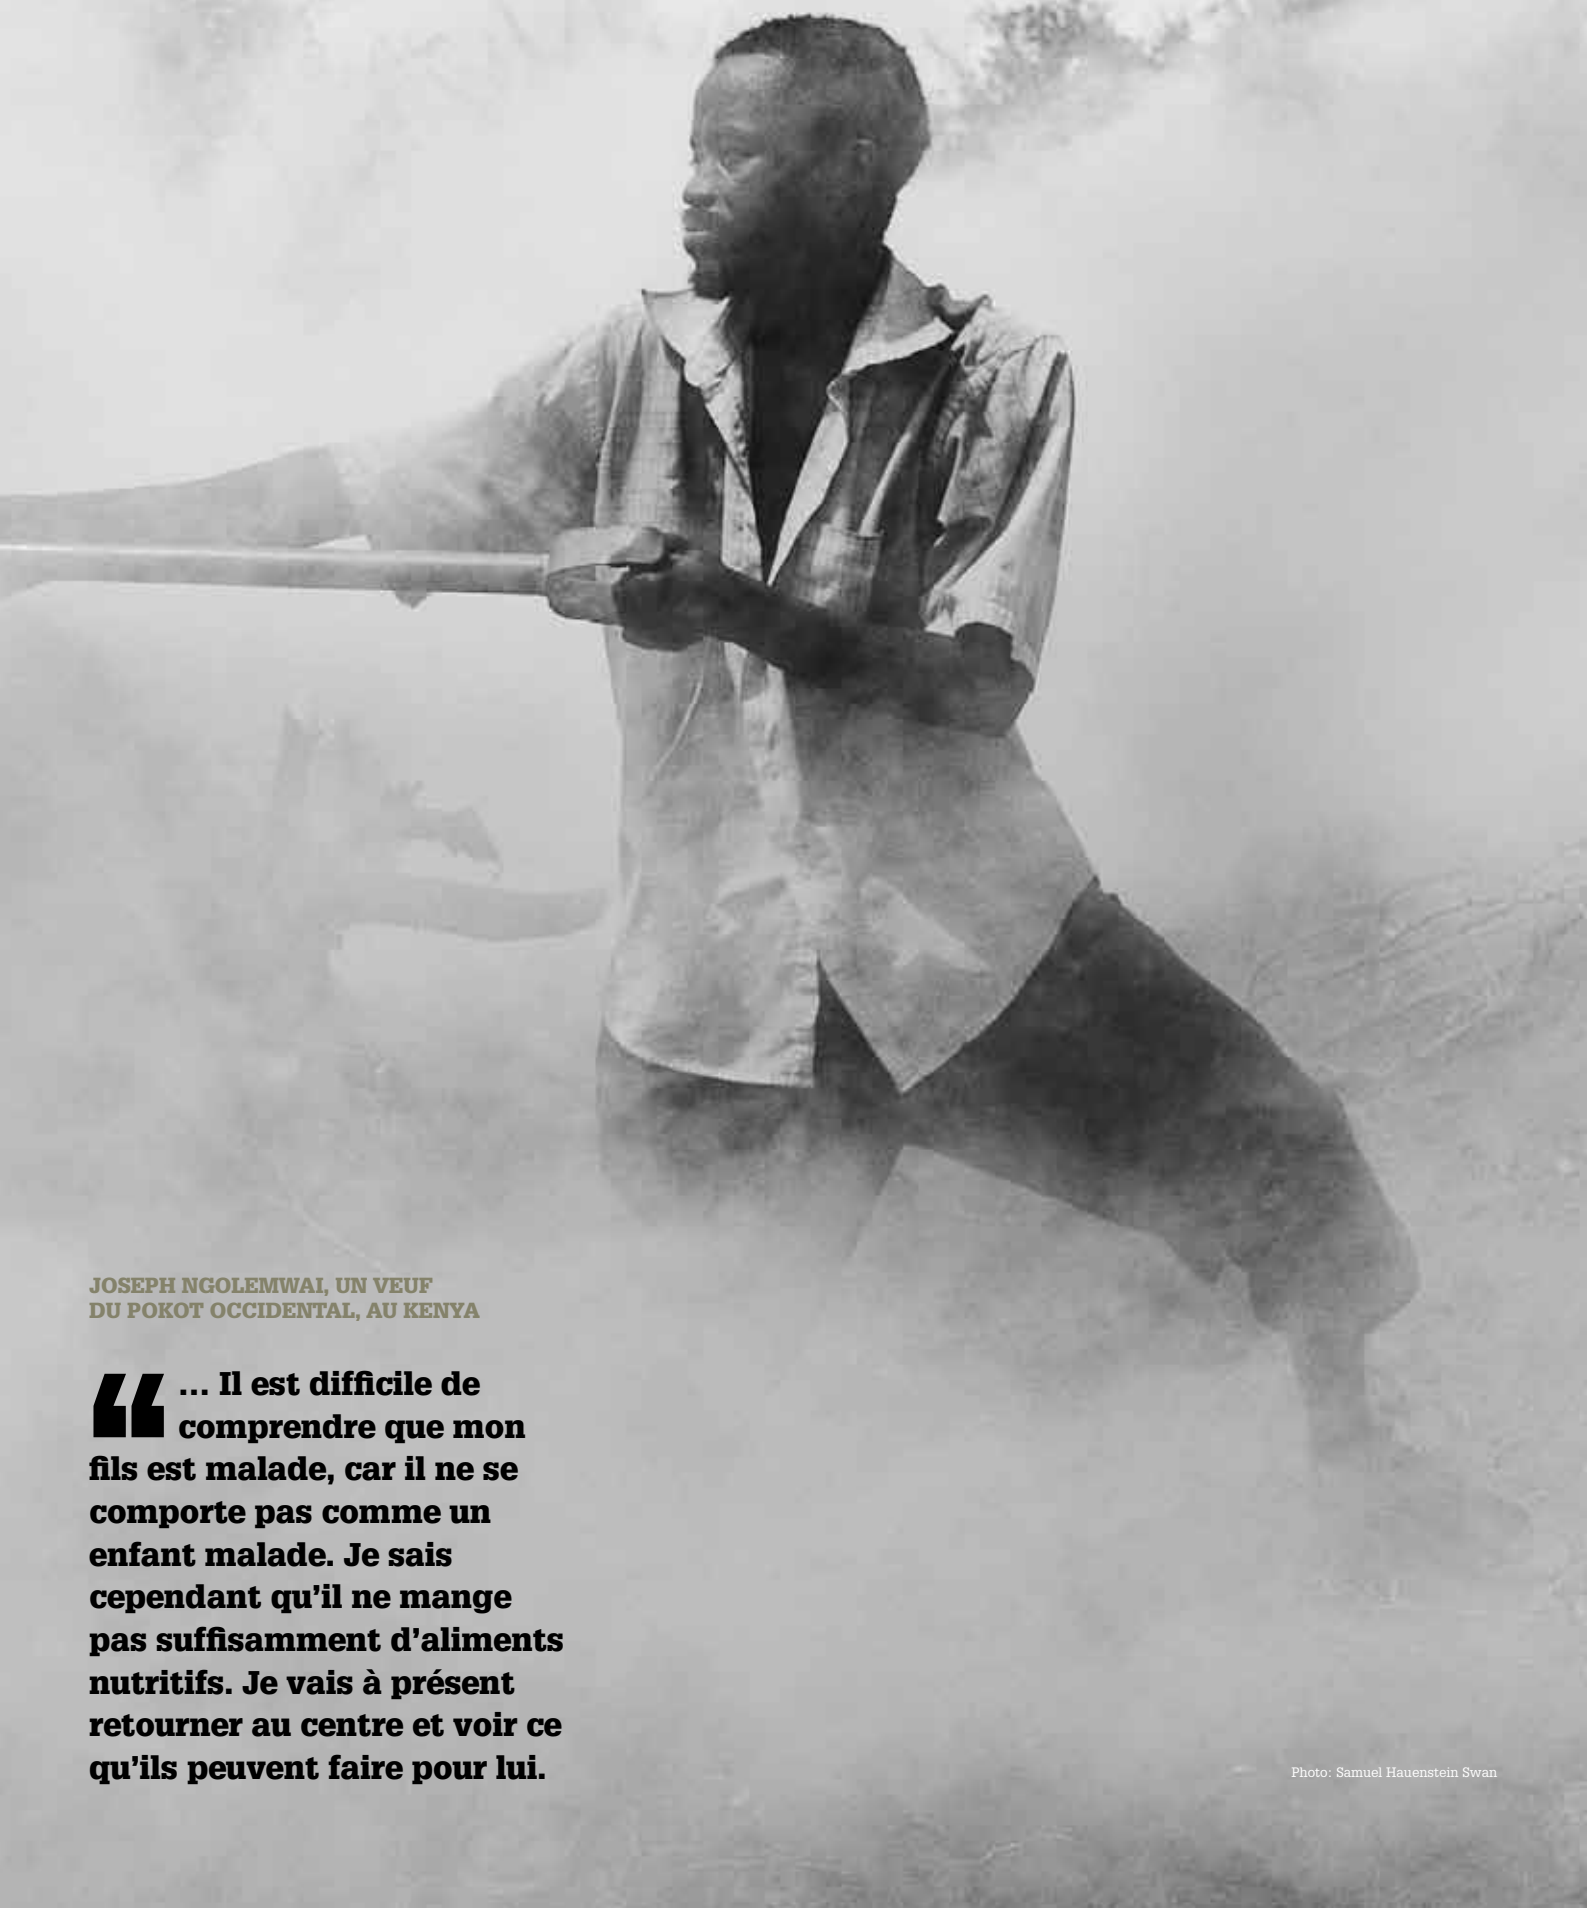 JOSEPH NGOLEMWAI, UN VEUF
DU POKOT OCCIDENTAL, AU KENYA
“ ... Il est difficile de
comprendre que mon
fils est malade, car il ne se
comporte pas comme un
enfant malade. Je sais
cependant qu’il ne mange
pas suffisamment d’aliments
nutritifs. Je vais à présent
retourner au centre et voir ce
qu’ils peuvent faire pour lui.
Photo: Samuel Hauenstein Swan